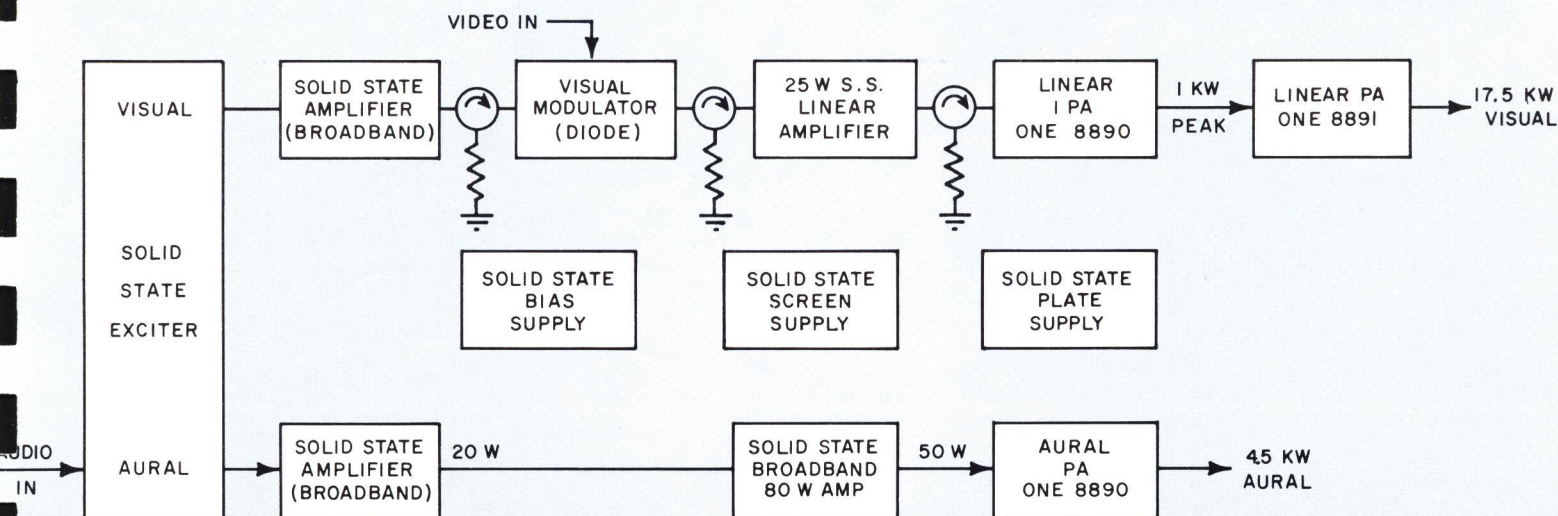 VIDEO IN
VISUAL
SOLID STATE
AMPLIFIER
(BROADBAND)
VISUAL
MODULATOR
(DIODE)
25 W S.S.
LINEAR
AMPLIFIER
LINEAR
I PA
ONE 8890
1 KW
PEAK
LINEAR PA
ONE 8891
17.5 KW
VISUAL
SOLID
STATE
EXCITER
SOLID STATE
BIAS
SUPPLY
SOLID STATE
SCREEN
SUPPLY
SOLID STATE
PLATE
SUPPLY
AUDIO
IN
AURAL
SOLID STATE
AMPLIFIER
(BROADBAND)
20 W
SOLID STATE
BROADBAND
80 W AMP
50 W
AURAL
PA
ONE 8890
4.5 KW
AURAL